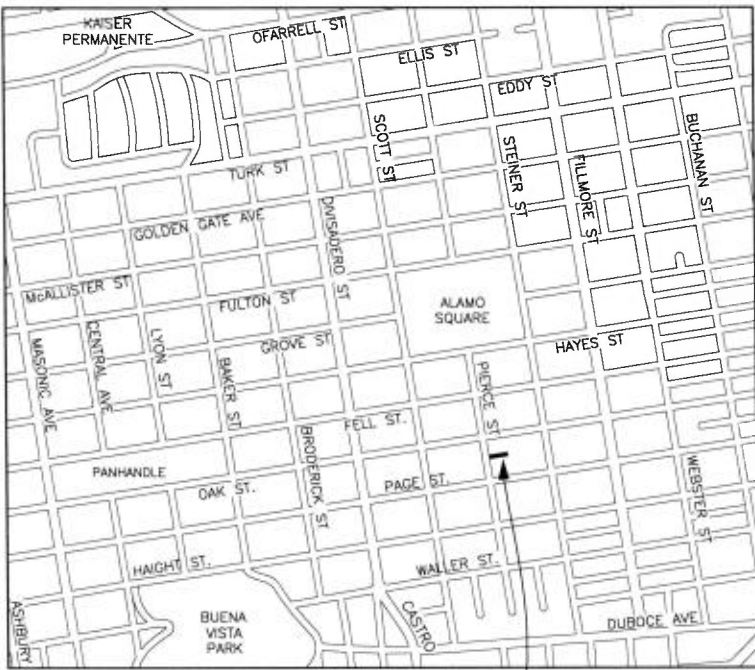 KAISER
PERMANENTE
OFARRELL ST
ELLIS ST
EDDY ST
SCOTT ST
STEINER ST
FILLMORE ST
BUCHANAN ST
TURK ST
DIVISADERO ST
GOLDEN GATE AVE
McALLISTER ST
FULTON ST
ALAMO
SQUARE
MASONIC AVE
CENTRAL AVE
LYON ST
BAKER ST
GROVE ST
HAYES ST
PIERCE ST
BRODERICK ST
FELL ST.
PANHANDLE
OAK ST.
PAGE ST.
WEBSTER ST
HAIGHT ST.
WALLER ST.
ASHBURY
BUENA
VISTA
PARK
CASTRO
DUBOCE AVE